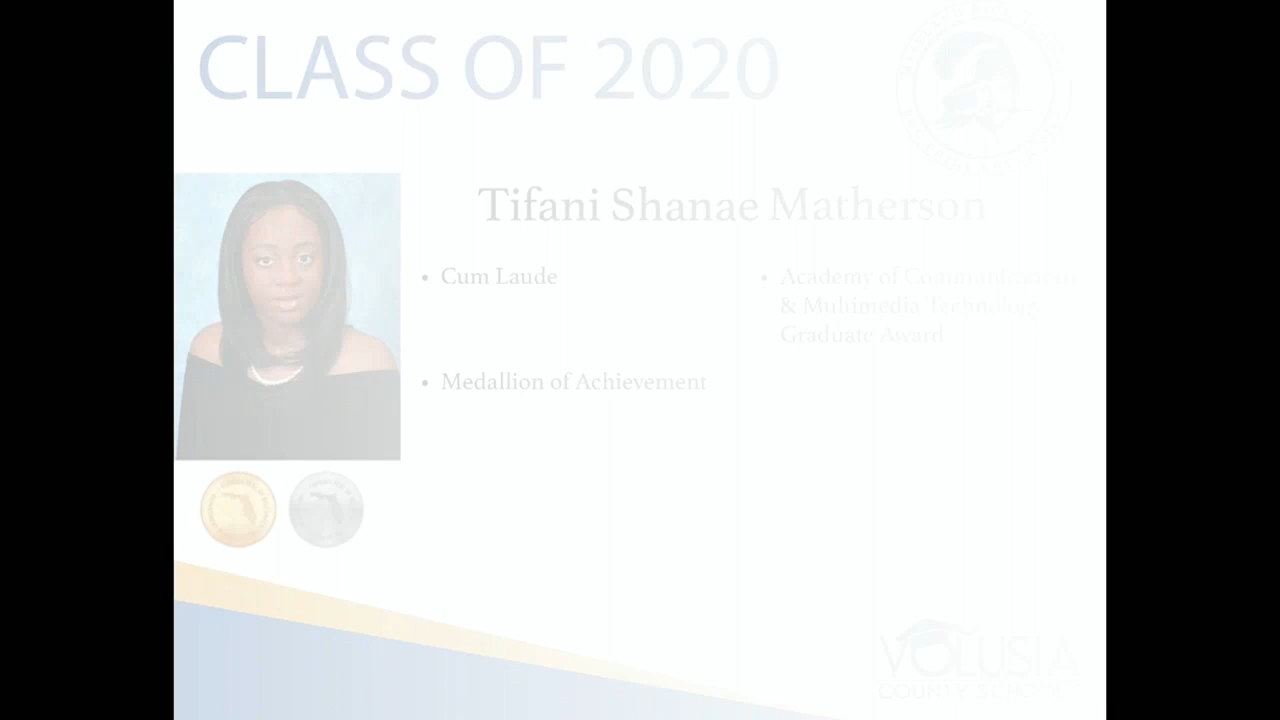 CLASS OF 2020
Tifani Shanae Matherson
• Cum Laude
• Academy of Communication
& Multimedia Technology
Graduate Award
• Medallion of Achievement
VOLUSIA
COUNTY SCHOOLS